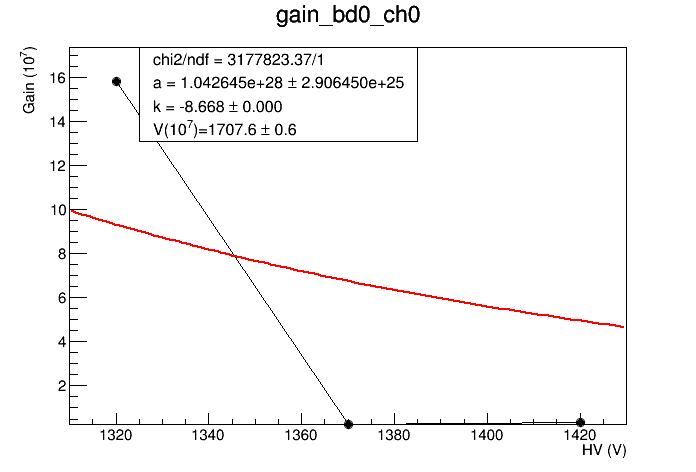 gain_bd0_ch0
Gain (10⁷)
chi2/ndf = 3177823.37/1
a = 1.042645e+28 ± 2.906450e+25
k = -8.668 ± 0.000
V(10⁷)=1707.6 ± 0.6
16
14
12
10
8
6
4
2
1320 1340 1360 1380 1400 1420
HV (V)